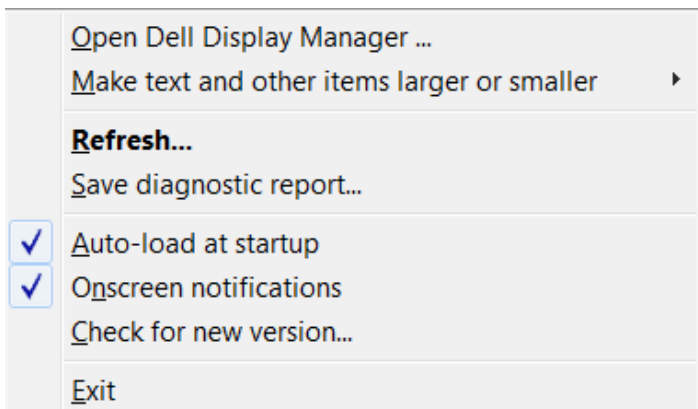 Open Dell Display Manager ...
Make text and other items larger or smaller
Refresh...
Save diagnostic report...
Auto-load at startup
Onscreen notifications
Check for new version...
Exit